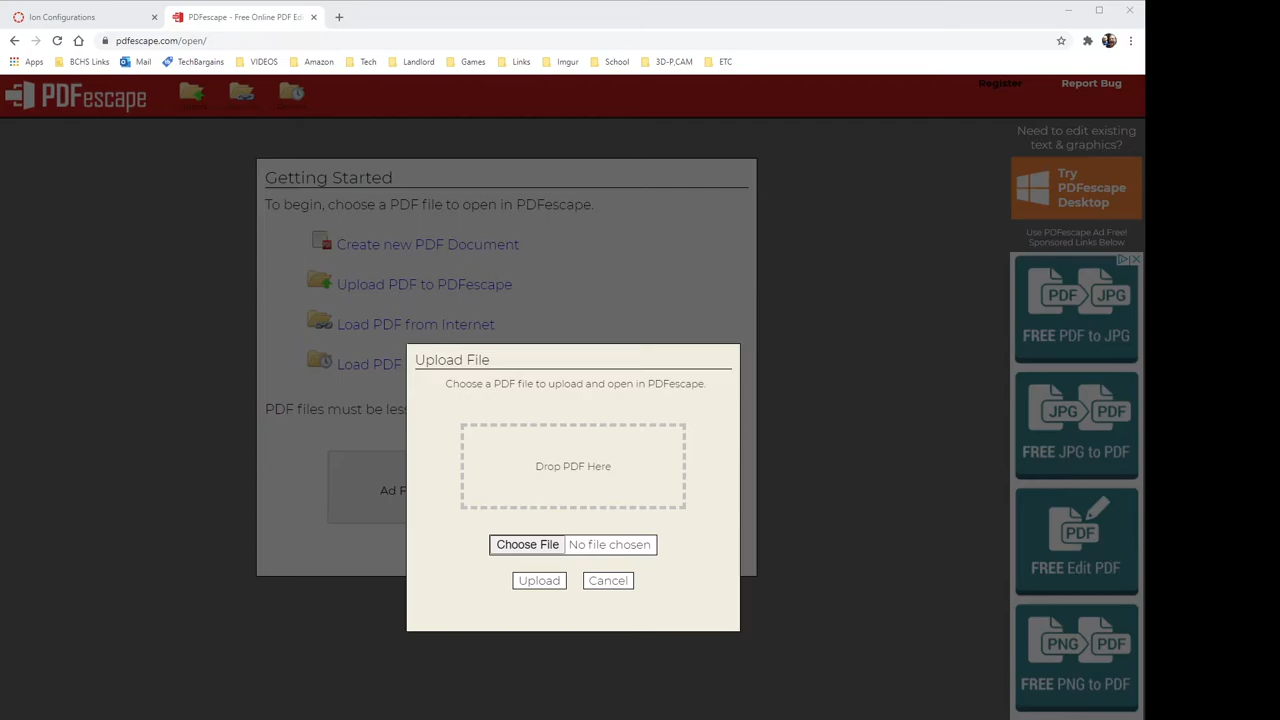 Ion Configurations
PDFescape - Free Online PDF Ed
pdfescape.com/open/
Apps BCHS Links Mail TechBargains VIDEOS Amazon Tech Landlord Games Links Imgur School 3D-P,CAM ETC
PDFescape
Register Report Bug
Getting Started
To begin, choose a PDF file to open in PDFescape.
Create new PDF Document
Upload PDF to PDFescape
Load PDF from Internet
Load PDF
PDF files must be less
Ad F
Upload File
Choose a PDF file to upload and open in PDFescape.
Drop PDF Here
Choose File No file chosen
Upload Cancel
Need to edit existing
text & graphics?
Try
PDFescape
Desktop
Use PDFescape Ad Free!
Sponsored Links Below.
PDF JPG
FREE PDF to JPG
JPG PDF
FREE JPG to PDF
PDF
FREE Edit PDF
PNG PDF
FREE PNG to PDF